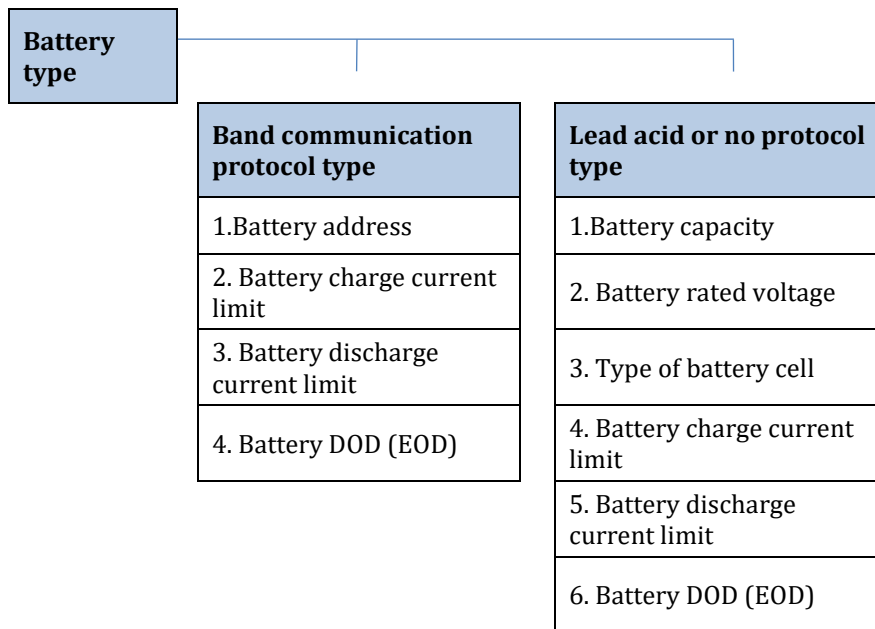 Battery
type
Band communication
protocol type
1.Battery address
2. Battery charge current
limit
3. Battery discharge
current limit
4. Battery DOD (EOD)
Lead acid or no protocol
type
1.Battery capacity
2. Battery rated voltage
3. Type of battery cell
4. Battery charge current
limit
5. Battery discharge
current limit
6. Battery DOD (EOD)